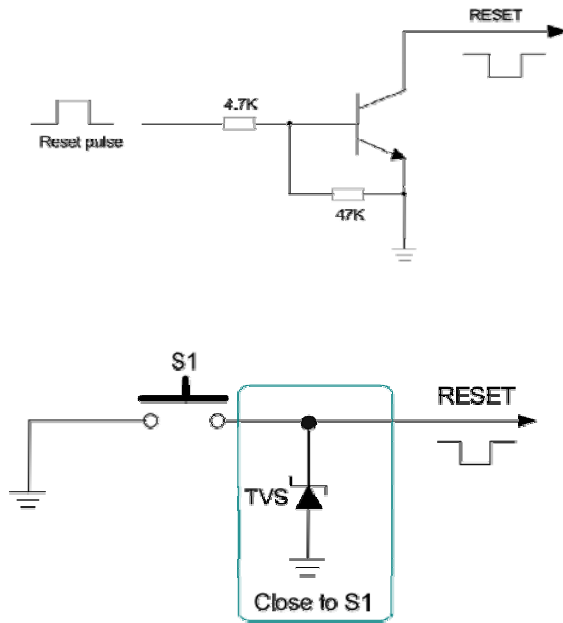 RESET
4.7K
Reset pulse
47K
S1
RESET
TVS
Close to S1